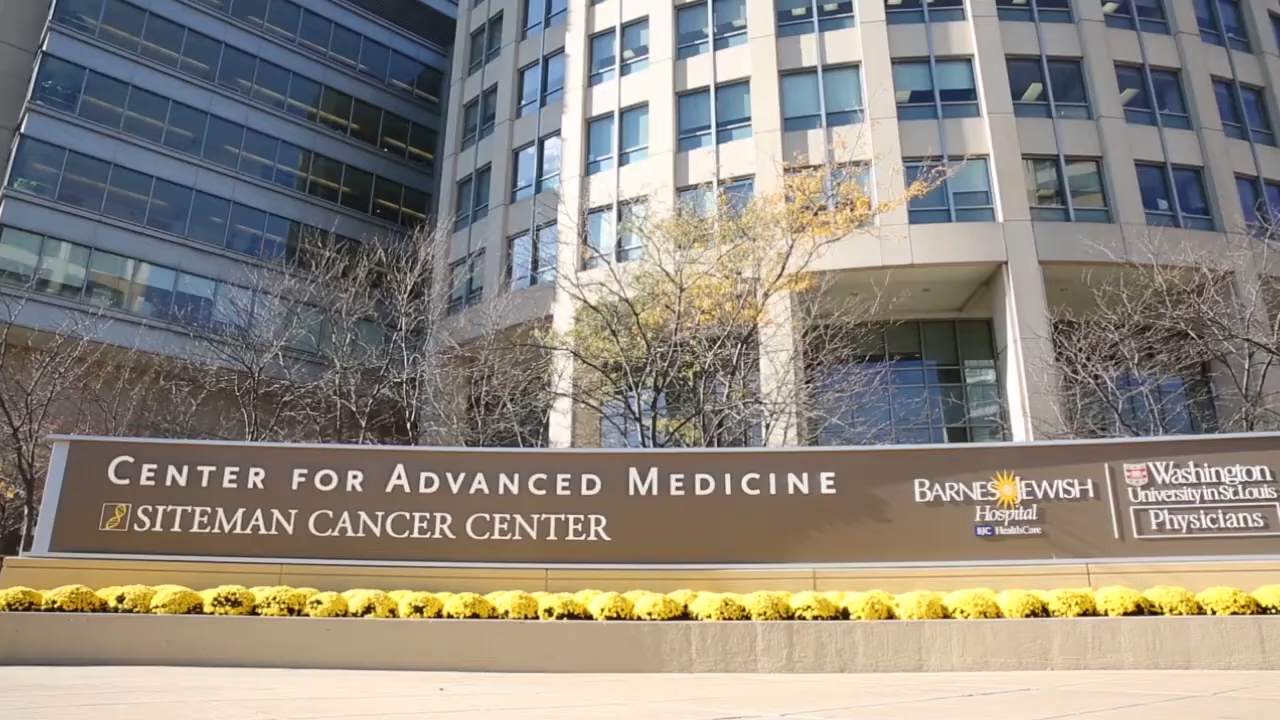 CENTER FOR ADVANCED MEDICINE
SITEMAN CANCER CENTER
BARNES JEWISH
Hospital
BJC HealthCare
Washington
University in St. Louis
Physicians